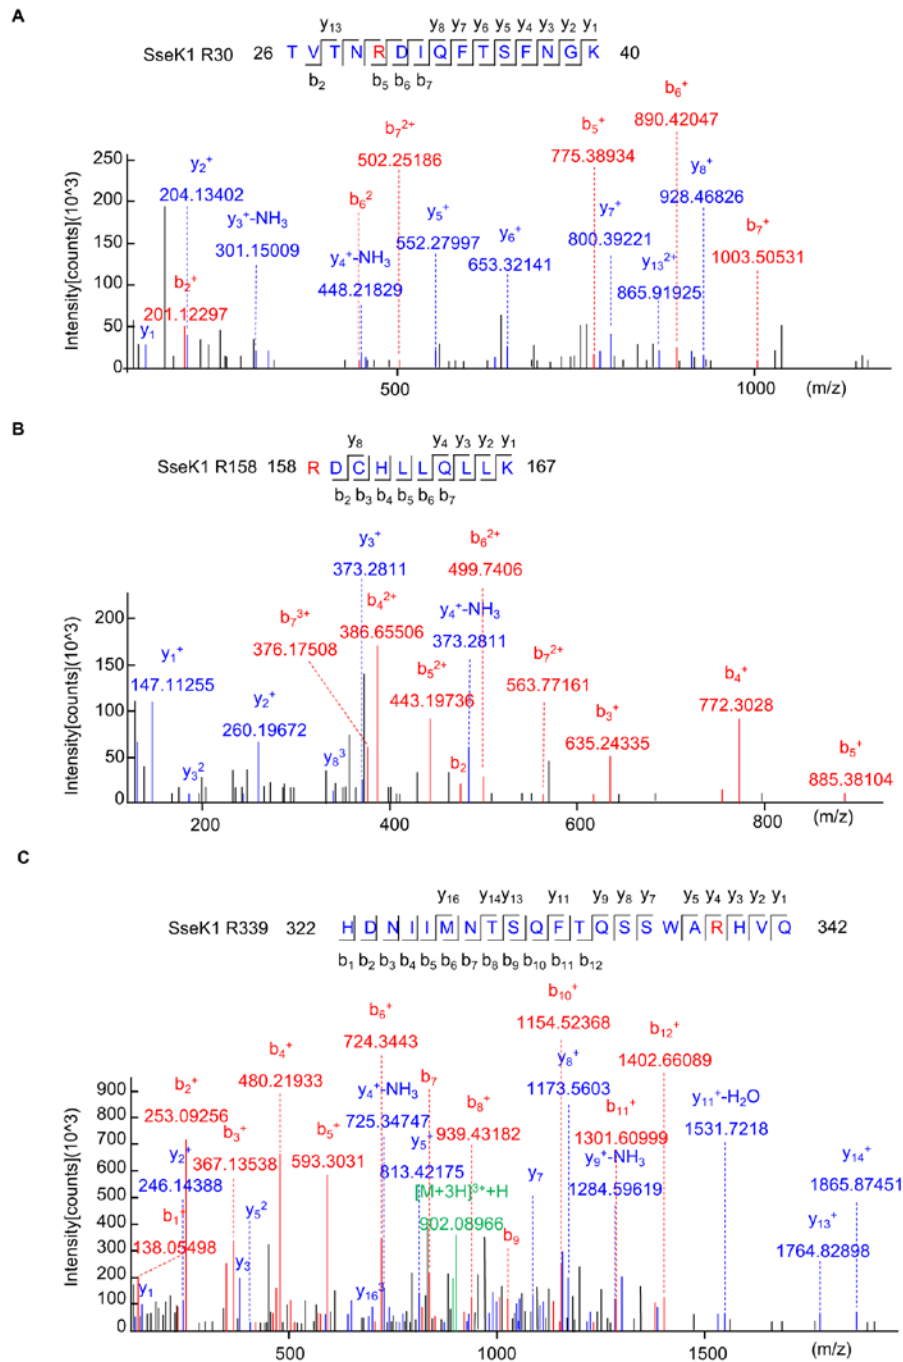 A
y13 y8 y7 y6 y5 y4 y3 y2 y1
SseK1 R30 26 T V T N R D I Q F T S F N G K 40
b2 b5 b6 b7
b6+
890.42047
b7 2+
502.25186
b5+
775.38934
y2+
204.13402
y8+
928.46826
y3+-NH3
301.15009
b6 2
y5+
552.27997
y7+
800.39221
y6+
653.32141
b7+
1003.50531
y4+-NH3
448.21829
y13 2+
865.91925
b2+
201.12297
y1
Intensity[counts](10^3)
250
200
150
100
50
0
500 1000 (m/z)
B
y8 y4 y3 y2 y1
SseK1 R158 158 R D C H L L Q L L K 167
b2 b3 b4 b5 b6 b7
y3+
373.2811
b6 2+
499.7406
b7 3+
376.17508
b4 2+
386.65506
y4+-NH3
373.2811
y1+
147.11255
b5 2+
443.19736
b7 2+
563.77161
b4+
772.3028
y2+
260.19672
b3+
635.24335
y3 2
y8 3
b2
b5+
885.38104
Intensity[counts](10^3)
200
150
100
50
0
200 400 600 800 (m/z)
C
y16 y14 y13 y11 y9 y8 y7 y5 y4 y3 y2 y1
SseK1 R339 322 H D N I I M N T S Q F T Q S S W A R H V Q 342
b1 b2 b3 b4 b5 b6 b7 b8 b9 b10 b11 b12
b10+
1154.52368
b6+
724.3443
b12+
1402.66089
b4+
480.21933
y8+
1173.5603
b2+
253.09256
y4+-NH3
725.34747
b7
b8+
939.43182
y11+-H2O
1531.7218
b3+
367.13538
b5+
593.3031
b11+
1301.60999
y2+
246.14388
y5+
813.42175
y7
y9+-NH3
1284.59619
y14+
1865.87451
[M+3H]3++H
902.08966
b1+
138.05498
y5 2
y13+
1764.82898
y1
y3
y16 3
b9
Intensity[counts](10^3)
900
800
700
600
500
400
300
200
100
0
500 1000 1500 (m/z)